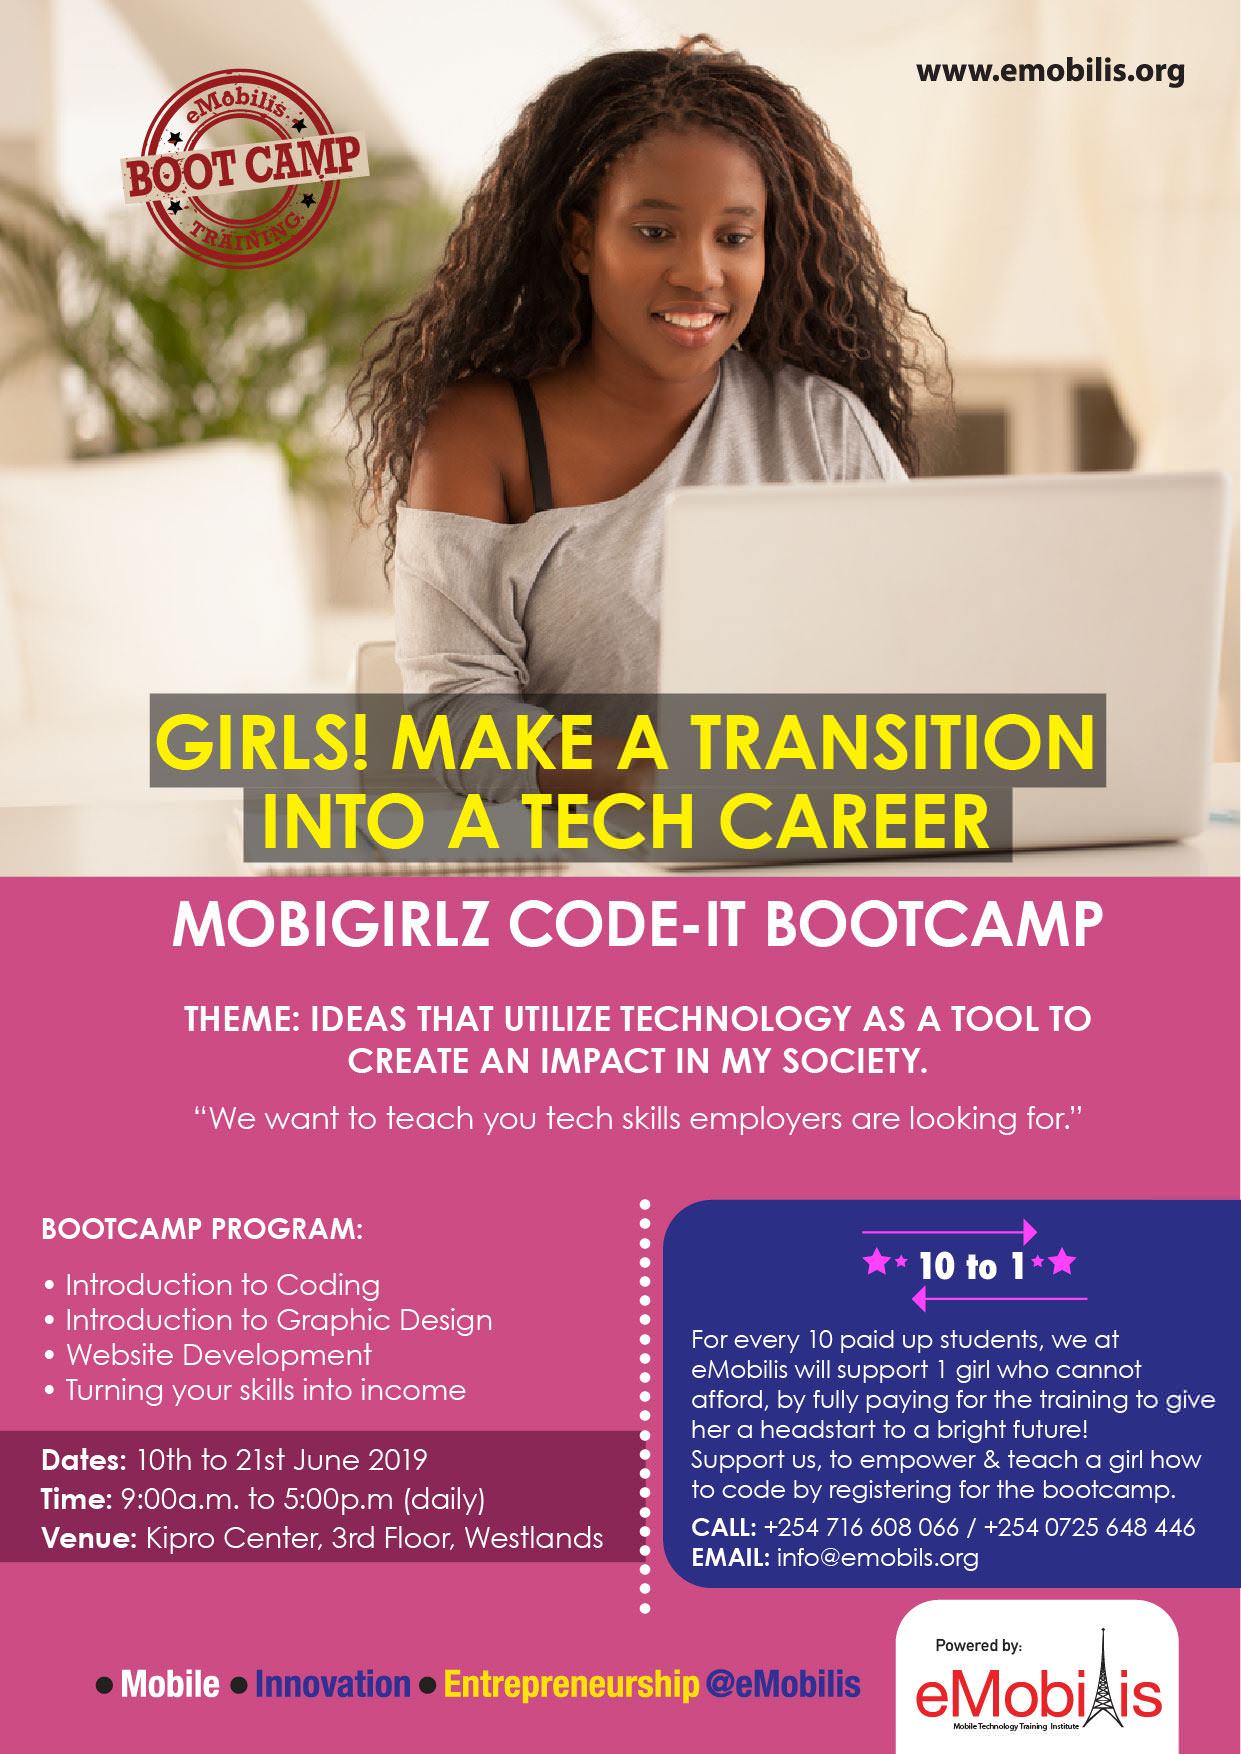 www.emobilis.org
eMobilis
BOOT CAMP
TRAINING
GIRLS! MAKE A TRANSITION
INTO A TECH CAREER
MOBIGIRLZ CODE-IT BOOTCAMP
THEME: IDEAS THAT UTILIZE TECHNOLOGY AS A TOOL TO
CREATE AN IMPACT IN MY SOCIETY.
“We want to teach you tech skills employers are looking for.”
BOOTCAMP PROGRAM:
• Introduction to Coding
• Introduction to Graphic Design
• Website Development
• Turning your skills into income
Dates: 10th to 21st June 2019
Time: 9:00a.m. to 5:00p.m (daily)
Venue: Kipro Center, 3rd Floor, Westlands
10 to 1
For every 10 paid up students, we at
eMobilis will support 1 girl who cannot
afford, by fully paying for the training to give
her a headstart to a bright future!
Support us, to empower & teach a girl how
to code by registering for the bootcamp.
CALL: +254 716 608 066 / +254 0725 648 446
EMAIL: info@emobils.org
• Mobile • Innovation • Entrepreneurship @eMobilis
Powered by:
eMobilis
Mobile Technology Training Institute